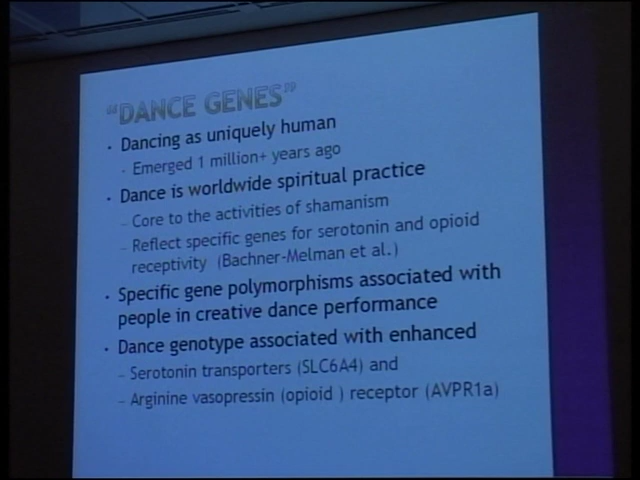 “DANCE GENES”
• Dancing as uniquely human
• Emerged 1 million+ years ago
• Dance is worldwide spiritual practice
– Core to the activities of shamanism
– Reflect specific genes for serotonin and opioid
receptivity (Bachner-Melman et al.)
• Specific gene polymorphisms associated with
people in creative dance performance
• Dance genotype associated with enhanced
– Serotonin transporters (SLC6A4) and
– Arginine vasopressin (opioid ) receptor (AVPR1a)